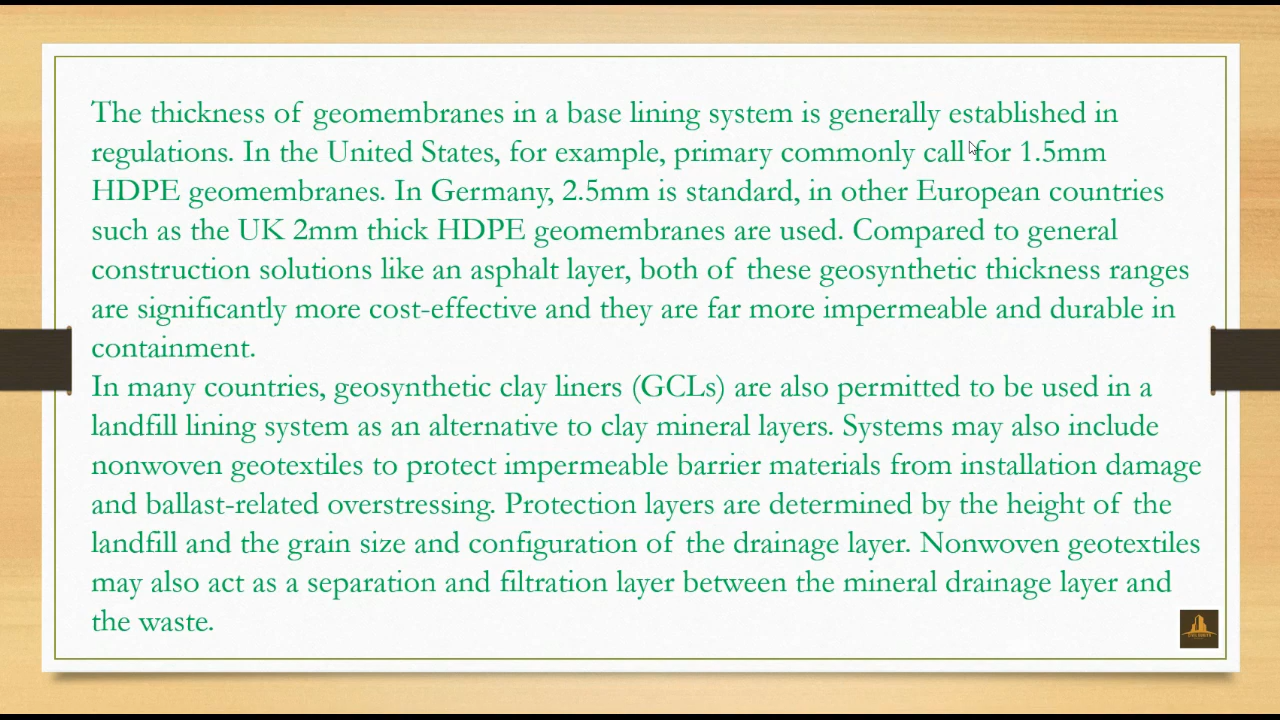 The thickness of geomembranes in a base lining system is generally established in
regulations. In the United States, for example, primary commonly call for 1.5mm
HDPE geomembranes. In Germany, 2.5mm is standard, in other European countries
such as the UK 2mm thick HDPE geomembranes are used. Compared to general
construction solutions like an asphalt layer, both of these geosynthetic thickness ranges
are significantly more cost-effective and they are far more impermeable and durable in
containment.
In many countries, geosynthetic clay liners (GCLs) are also permitted to be used in a
landfill lining system as an alternative to clay mineral layers. Systems may also include
nonwoven geotextiles to protect impermeable barrier materials from installation damage
and ballast-related overstressing. Protection layers are determined by the height of the
landfill and the grain size and configuration of the drainage layer. Nonwoven geotextiles
may also act as a separation and filtration layer between the mineral drainage layer and
the waste.